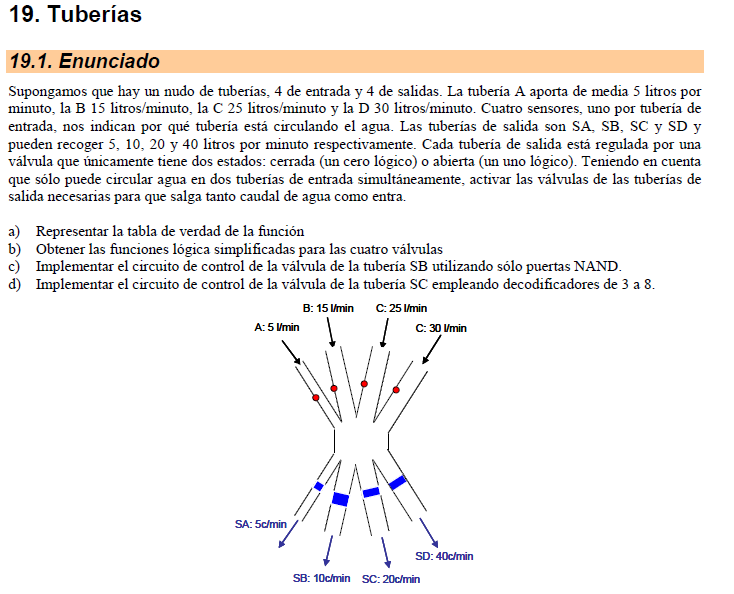 19. Tuberías
19.1. Enunciado
Supongamos que hay un nudo de tuberías, 4 de entrada y 4 de salidas. La tubería A aporta de media 5 litros por
minuto, la B 15 litros/minuto, la C 25 litros/minuto y la D 30 litros/minuto. Cuatro sensores, uno por tubería de
entrada, nos indican por qué tubería está circulando el agua. Las tuberías de salida son SA, SB, SC y SD y
pueden recoger 5, 10, 20 y 40 litros por minuto respectivamente. Cada tubería de salida está regulada por una
válvula que únicamente tiene dos estados: cerrada (un cero lógico) o abierta (un uno lógico). Teniendo en cuenta
que sólo puede circular agua en dos tuberías de entrada simultáneamente, activar las válvulas de las tuberías de
salida necesarias para que salga tanto caudal de agua como entra.
a) Representar la tabla de verdad de la función
b) Obtener las funciones lógica simplificadas para las cuatro válvulas
c) Implementar el circuito de control de la válvula de la tubería SB utilizando sólo puertas NAND.
d) Implementar el circuito de control de la válvula de la tubería SC empleando decodificadores de 3 a 8.
B: 15 l/min C: 25 l/min
A: 5 l/min C: 30 l/min
SA: 5c/min
SD: 40c/min
SB: 10c/min SC: 20c/min